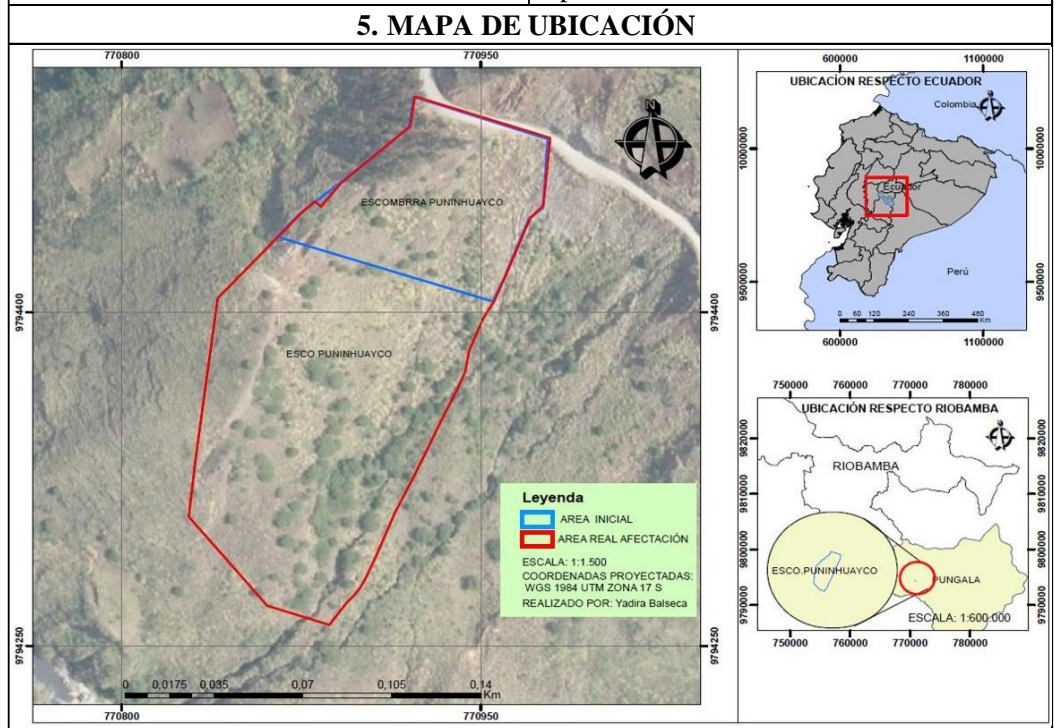 5. MAPA DE UBICACIÓN
770800
770950
N
ESCOMBRRA PUNINHUAYCO
9794400
9794400
ESCO PUNINHUAYCO
Leyenda
AREA INICIAL
AREA REAL AFECTACIÓN
ESCALA: 1:1.500
COORDENADAS PROYECTADAS:
WGS 1984 UTM ZONA 17 S
REALIZADO POR: Yadira Balseca
9794250
9794250
0 0,0175 0,035 0,07 0,105 0,14
Km
770800
770950
600000
1100000
UBICACÍON RESPECTO ECUADOR
Colombia
10000000
10000000
Ecuador
Perú
9500000
9500000
0 60 120 240 360 480
Km
600000
1100000
750000 760000 770000 780000
UBICACIÓN RESPECTO RIOBAMBA
9820000
9820000
RIOBAMBA
9810000
9810000
9800000
9800000
ESCO.PUNINHUAYCO
PUNGALA
9790000
9790000
ESCALA: 1:600.000
750000 760000 770000 780000